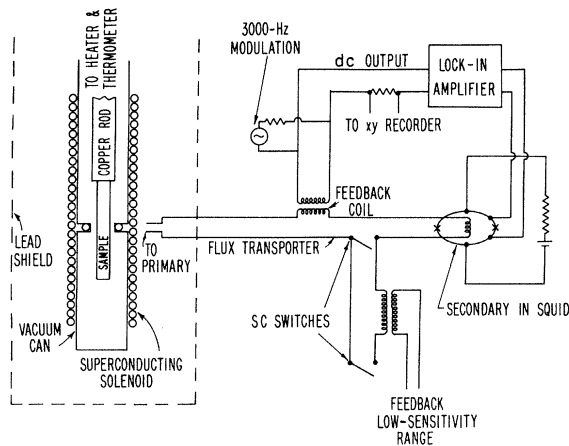 TO HEATER &
THERMOMETER
COPPER ROD
SAMPLE
LEAD
SHIELD
VACUUM
CAN
SUPERCONDUCTING
SOLENOID
TO
PRIMARY
3000-Hz
MODULATION
dc OUTPUT
LOCK-IN
AMPLIFIER
TO xy RECORDER
FEEDBACK
COIL
FLUX TRANSPORTER
SC SWITCHES
SECONDARY IN SQUID
FEEDBACK
LOW-SENSITIVITY
RANGE